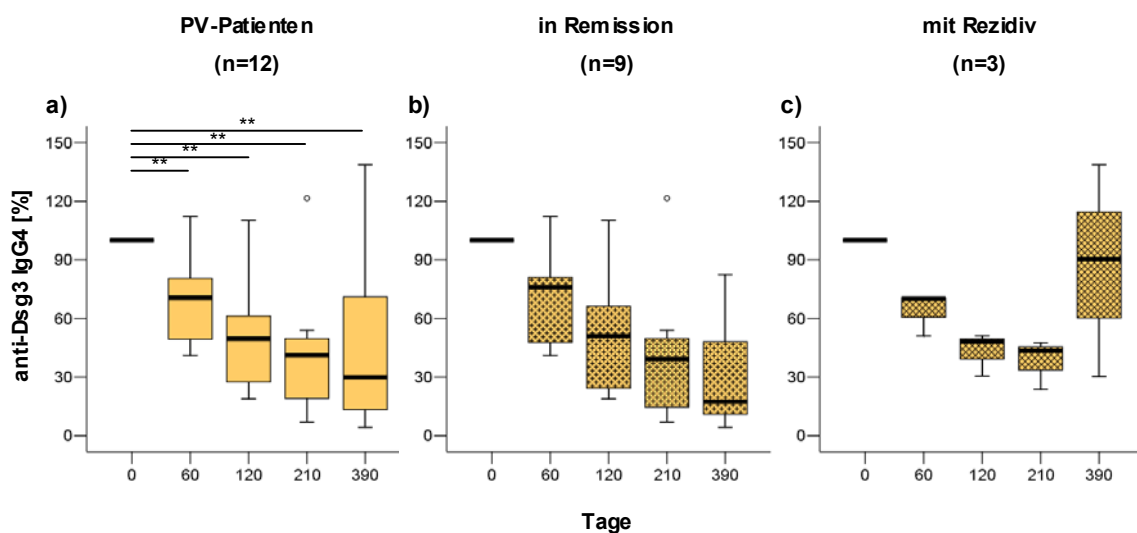 PV-Patienten in Remission mit Rezidiv
(n=12) (n=9) (n=3)
a) b) c)
anti-Dsg3 IgG4 [%]
**
**
**
**
150 150 150
120 120 120
90 90 90
60 60 60
30 30 30
0 0 0
0 60 120 210 390 0 60 120 210 390 0 60 120 210 390
Tage